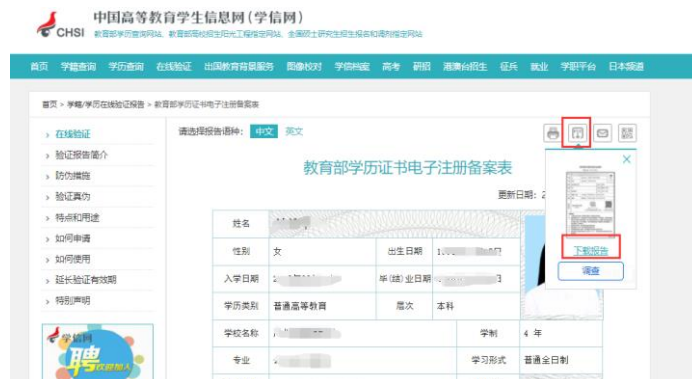 中国高等教育学生信息网(学信网)
CHSI 教育部学历查询网站、教育部高校招生阳光工程指定网站、全国硕士研究生招生报名和调剂指定网站
首页 学籍查询 学历查询 在线验证 出国教育背景服务 图像校对 学信档案 高考 研招 港澳台招生 征兵 就业 学职平台 日本频道
首页 > 学籍/学历在线验证报告 > 教育部学历证书电子注册备案表
请选择报告语种: 中文 英文
› 在线验证
› 验证报告简介
› 防伪措施
› 验证真伪
› 特点和用途
› 如何申请
› 如何使用
› 延长验证有效期
› 特别声明
学信网
聘
欢迎加入
教育部学历证书电子注册备案表
更新日期: 2
姓名
性别 女 出生日期
入学日期 毕(结)业日期
学历类别 普通高等教育 层次 本科
学校名称 学制 4 年
专业 学习形式 普通全日制
×
下载报告
调查